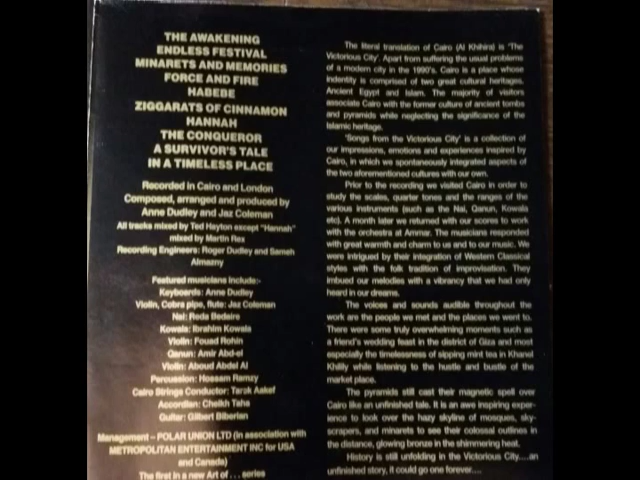 THE AWAKENING
ENDLESS FESTIVAL
MINARETS AND MEMORIES
FORCE AND FIRE
HABEBE
ZIGGARATS OF CINNAMON
HANNAH
THE CONQUEROR
A SURVIVOR'S TALE
IN A TIMELESS PLACE
Recorded in Cairo and London
Composed, arranged and produced by
Anne Dudley and Jaz Coleman
All tracks mixed by Ted Hayton except "Hannah"
mixed by Martin Rex
Recording Engineers: Roger Dudley and Sameh
Almazny
Featured musicians include:-
Keyboards: Anne Dudley
Violin, Cobra pipe, flute: Jaz Coleman
Nai: Reda Bedaire
Kowala: Ibrahim Kowala
Violin: Fouad Rohin
Qanun: Amir Abd-el
Violin: Aboud Abdel Al
Percussion: Hossam Ramzy
Cairo Strings Conductor: Tarok Aakef
Accordian: Cheikh Taha
Guitar: Gilbert Biberian
Management – POLAR UNION LTD (in association with
METROPOLITAN ENTERTAINMENT INC for USA
and Canada)
The first in a new Art of . . . series
The literal translation of Cairo (Al Khihira) is 'The
Victorious City'. Apart from suffering the usual problems
of a modern city in the 1990's, Cairo is a place whose
indentity is comprised of two great cultural heritages,
Ancient Egypt and Islam. The majority of visitors
associate Cairo with the former culture of ancient tombs
and pyramids while neglecting the significance of the
Islamic heritage.
'Songs from the Victorious City' is a collection of
our impressions, emotions and experiences inspired by
Cairo, in which we spontaneously integrated aspects of
the two aforementioned cultures with our own.
Prior to the recording we visited Cairo in order to
study the scales, quarter tones and the ranges of the
various instruments (such as the Nai, Qanun, Kowala
etc). A month later we returned with our scores to work
with the orchestra at Ammar. The musicians responded
with great warmth and charm to us and to our music. We
were intrigued by their integration of Western Classical
styles with the folk tradition of improvisation. They
imbued our melodies with a vibrancy that we had only
heard in our dreams.
The voices and sounds audible throughout the
work are the people we met and the places we went to.
There were some truly overwhelming moments such as
a friend's wedding feast in the district of Giza and most
especially the timelessness of sipping mint tea in Khanel
Khilily while listening to the hustle and bustle of the
market place.
The pyramids still cast their magnetic spell over
Cairo like an unfinished tale. It is an awe inspiring exper-
ience to look over the hazy skyline of mosques, sky-
scrapers, and minarets to see their colossal outlines in
the distance, glowing bronze in the shimmering heat.
History is still unfolding in the Victorious City....an
unfinished story, it could go one forever....